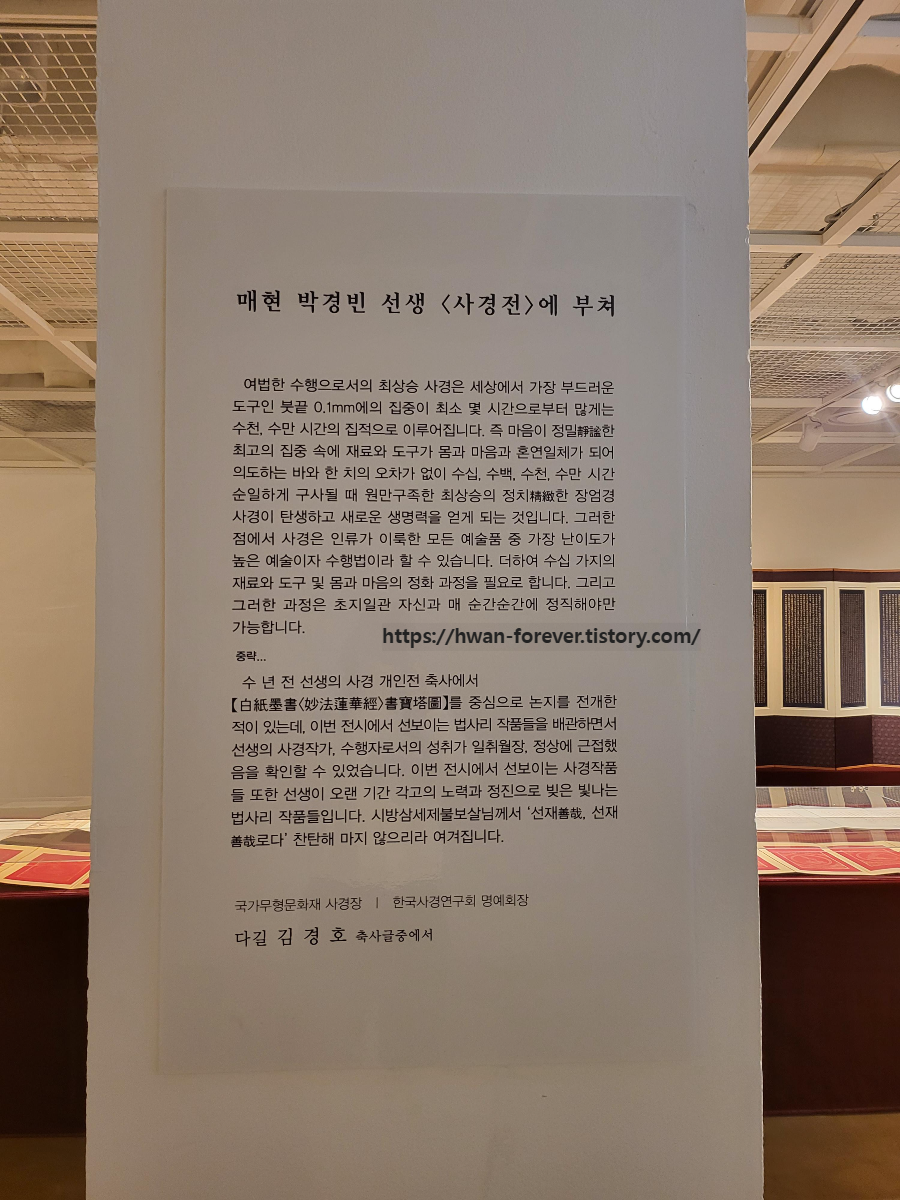 매현 박경빈 선생 〈사경전〉에 부쳐
여법한 수행으로서의 최상승 사경은 세상에서 가장 부드러운
도구인 붓끝 0.1mm에의 집중이 최소 몇 시간으로부터 많게는
수천, 수만 시간의 집적으로 이루어집니다. 즉 마음이 정밀靜謐한
최고의 집중 속에 재료와 도구가 몸과 마음과 혼연일체가 되어
의도하는 바와 한 치의 오차가 없이 수십, 수백, 수천, 수만 시간
순일하게 구사될 때 원만구족한 최상승의 정치精緻한 장엄경
사경이 탄생하고 새로운 생명력을 얻게 되는 것입니다. 그러한
점에서 사경은 인류가 이룩한 모든 예술품 중 가장 난이도가
높은 예술이자 수행법이라 할 수 있습니다. 더하여 수십 가지의
재료와 도구 및 몸과 마음의 정화 과정을 필요로 합니다. 그리고
그러한 과정은 초지일관 자신과 매 순간순간에 정직해야만
가능합니다.
https://hwan-forever.tistory.com/
중략...
수 년 전 선생의 사경 개인전 축사에서
【白紙墨書〈妙法蓮華經〉書寶塔圖】를 중심으로 논지를 전개한
적이 있는데, 이번 전시에서 선보이는 법사리 작품들을 배관하면서
선생의 사경작가, 수행자로서의 성취가 일취월장, 정상에 근접했
음을 확인할 수 있었습니다. 이번 전시에서 선보이는 사경작품
들 또한 선생이 오랜 기간 각고의 노력과 정진으로 빚은 빛나는
법사리 작품들입니다. 시방삼세제불보살님께서 ‘선재善哉, 선재
善哉로다’ 찬탄해 마지 않으리라 여겨집니다.
국가무형문화재 사경장 | 한국사경연구회 명예회장
다길 김 경 호 축사글중에서